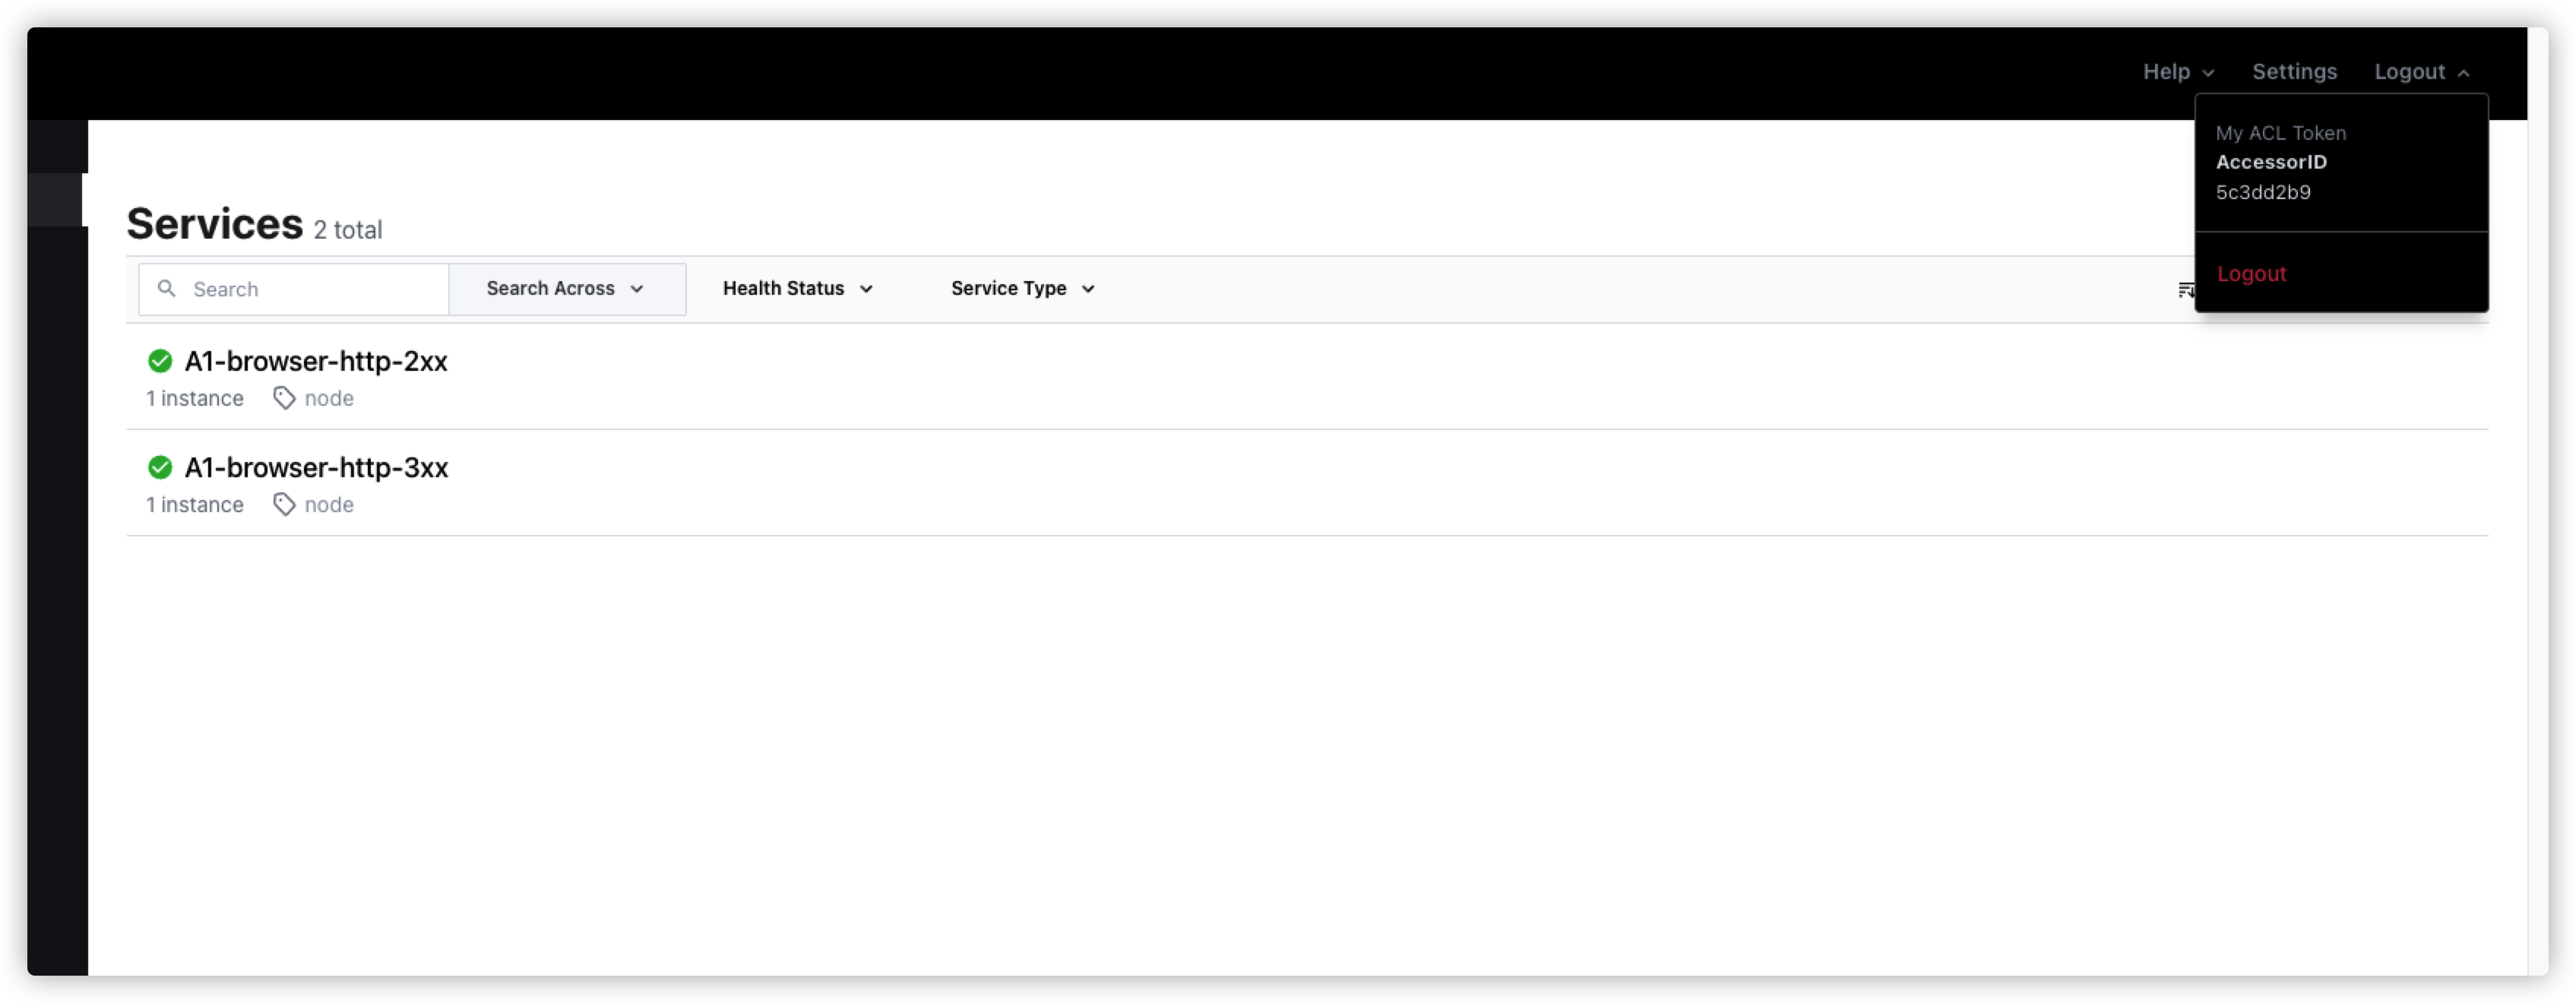 Help Settings Logout
My ACL Token
AccessorID
5c3dd2b9
Logout
Services 2 total
Search Search Across Health Status Service Type
A1-browser-http-2xx
1 instance node
A1-browser-http-3xx
1 instance node